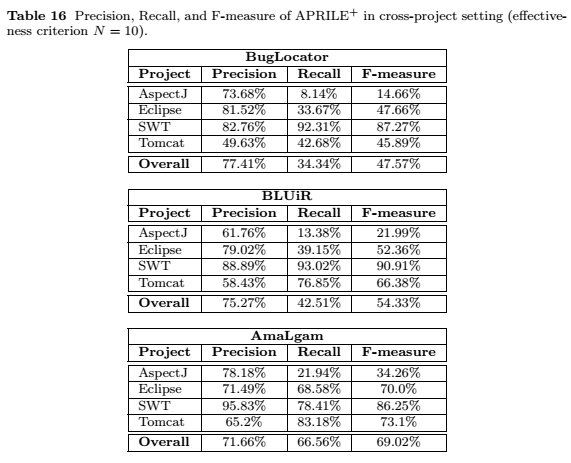 Table 16 Precision, Recall, and F-measure of APRILE+ in cross-project setting (effective-
ness criterion N = 10).
BugLocator
Project Precision Recall F-measure
AspectJ 73.68% 8.14% 14.66%
Eclipse 81.52% 33.67% 47.66%
SWT 82.76% 92.31% 87.27%
Tomcat 49.63% 42.68% 45.89%
Overall 77.41% 34.34% 47.57%
BLUiR
Project Precision Recall F-measure
AspectJ 61.76% 13.38% 21.99%
Eclipse 79.02% 39.15% 52.36%
SWT 88.89% 93.02% 90.91%
Tomcat 58.43% 76.85% 66.38%
Overall 75.27% 42.51% 54.33%
AmaLgam
Project Precision Recall F-measure
AspectJ 78.18% 21.94% 34.26%
Eclipse 71.49% 68.58% 70.0%
SWT 95.83% 78.41% 86.25%
Tomcat 65.2% 83.18% 73.1%
Overall 71.66% 66.56% 69.02%